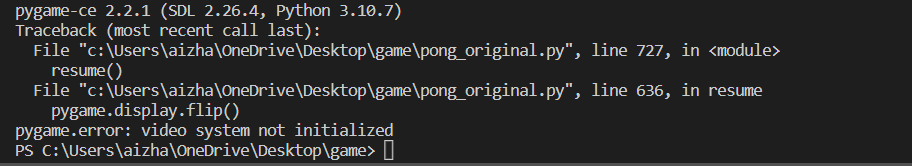 pygame-ce 2.2.1 (SDL 2.26.4, Python 3.10.7)
Traceback (most recent call last):
  File "c:\Users\aizha\OneDrive\Desktop\game\pong_original.py", line 727, in <module>
    resume()
  File "c:\Users\aizha\OneDrive\Desktop\game\pong_original.py", line 636, in resume
    pygame.display.flip()
pygame.error: video system not initialized
PS C:\Users\aizha\OneDrive\Desktop\game>